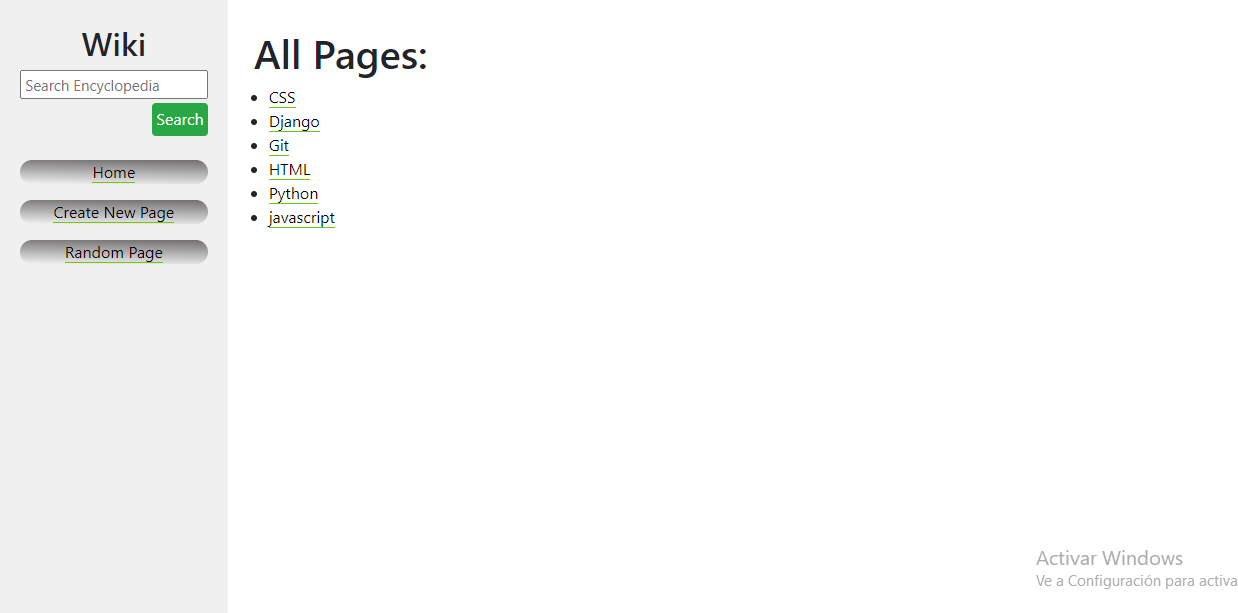 Wiki
Search Encyclopedia
Search
Home
Create New Page
Random Page
All Pages:
CSS
Django
Git
HTML
Python
javascript
Activar Windows
Ve a Configuración para activa